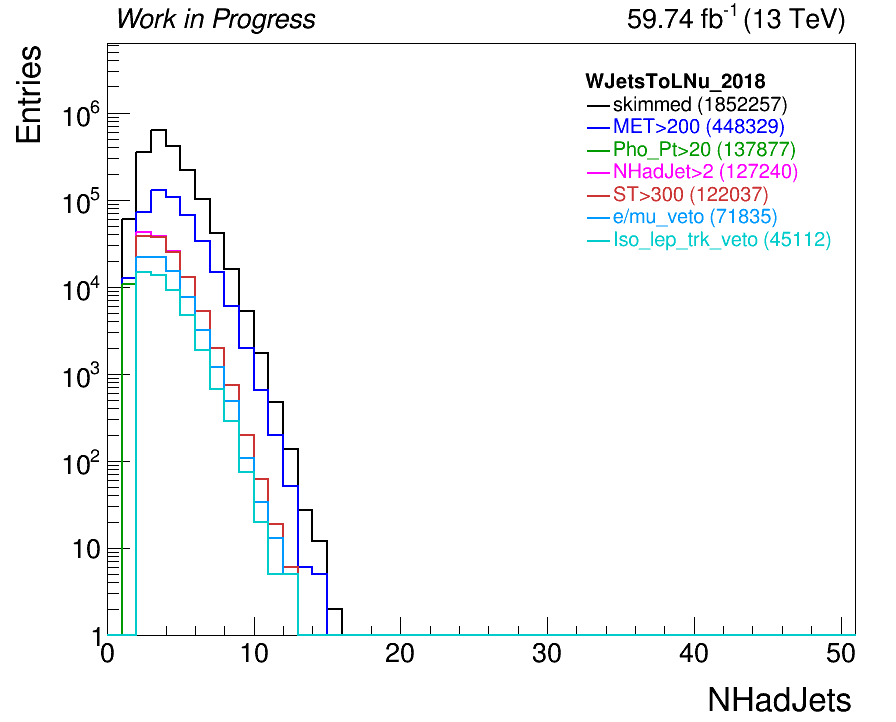 Work in Progress
59.74 fb-1 (13 TeV)
Entries
WJetsToLNu_2018
skimmed (1852257)
MET>200 (448329)
Pho_Pt>20 (137877)
NHadJet>2 (127240)
ST>300 (122037)
e/mu_veto (71835)
Iso_lep_trk_veto (45112)
10^6
10^5
10^4
10^3
10^2
10
1
0 10 20 30 40 50
NHadJets